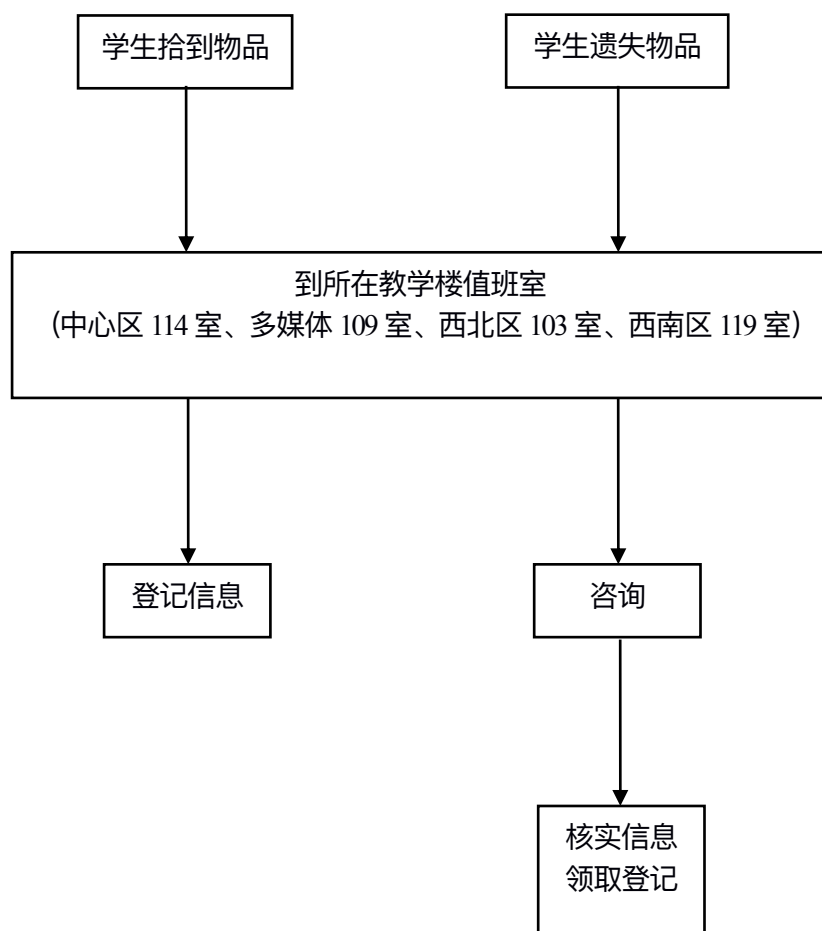 学生拾到物品
学生遗失物品
到所在教学楼值班室
(中心区 114 室、多媒体 109 室、西北区 103 室、西南区 119 室)
登记信息
咨询
核实信息
领取登记